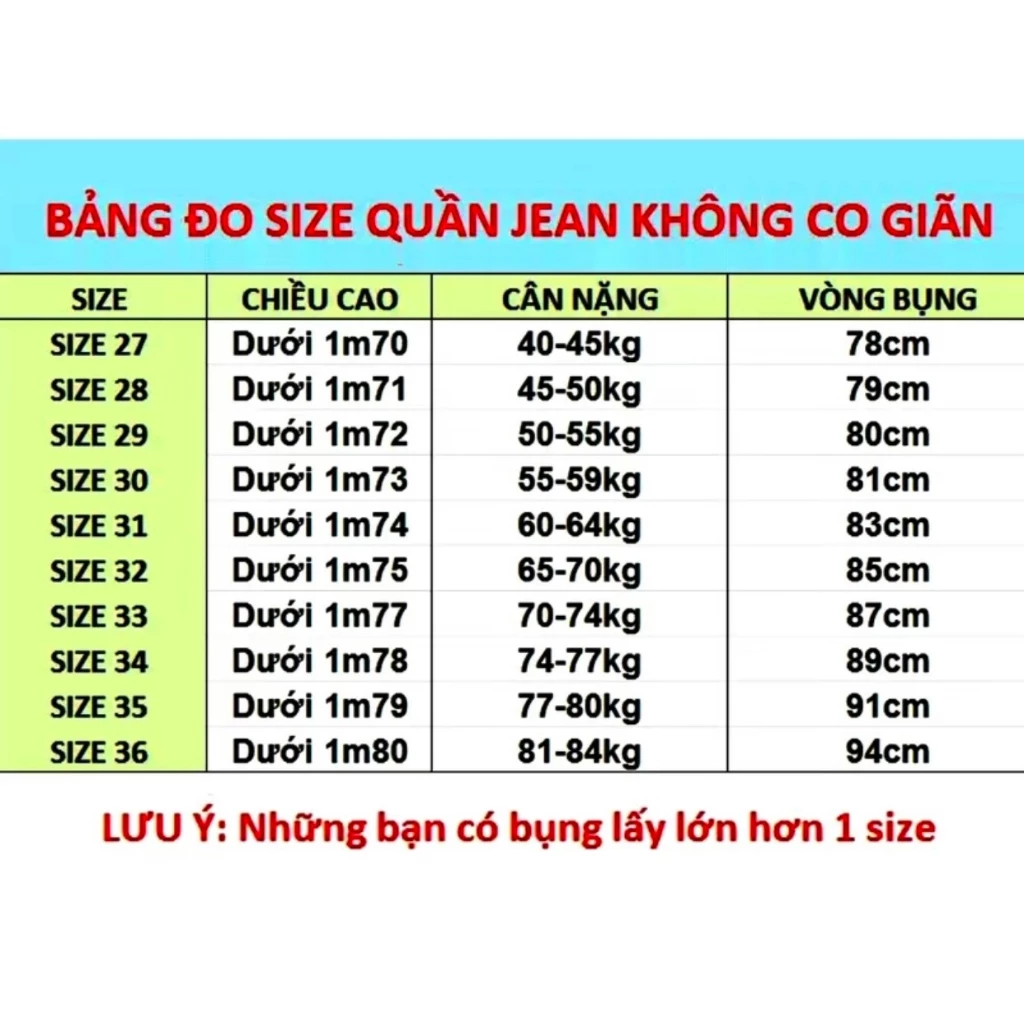 BẢNG ĐO SIZE QUẦN JEAN KHÔNG CO GIÃN
SIZE CHIỀU CAO CÂN NẶNG VÒNG BỤNG
SIZE 27 Dưới 1m70 40-45kg 78cm
SIZE 28 Dưới 1m71 45-50kg 79cm
SIZE 29 Dưới 1m72 50-55kg 80cm
SIZE 30 Dưới 1m73 55-59kg 81cm
SIZE 31 Dưới 1m74 60-64kg 83cm
SIZE 32 Dưới 1m75 65-70kg 85cm
SIZE 33 Dưới 1m77 70-74kg 87cm
SIZE 34 Dưới 1m78 74-77kg 89cm
SIZE 35 Dưới 1m79 77-80kg 91cm
SIZE 36 Dưới 1m80 81-84kg 94cm
LƯU Ý: Những bạn có bụng lấy lớn hơn 1 size